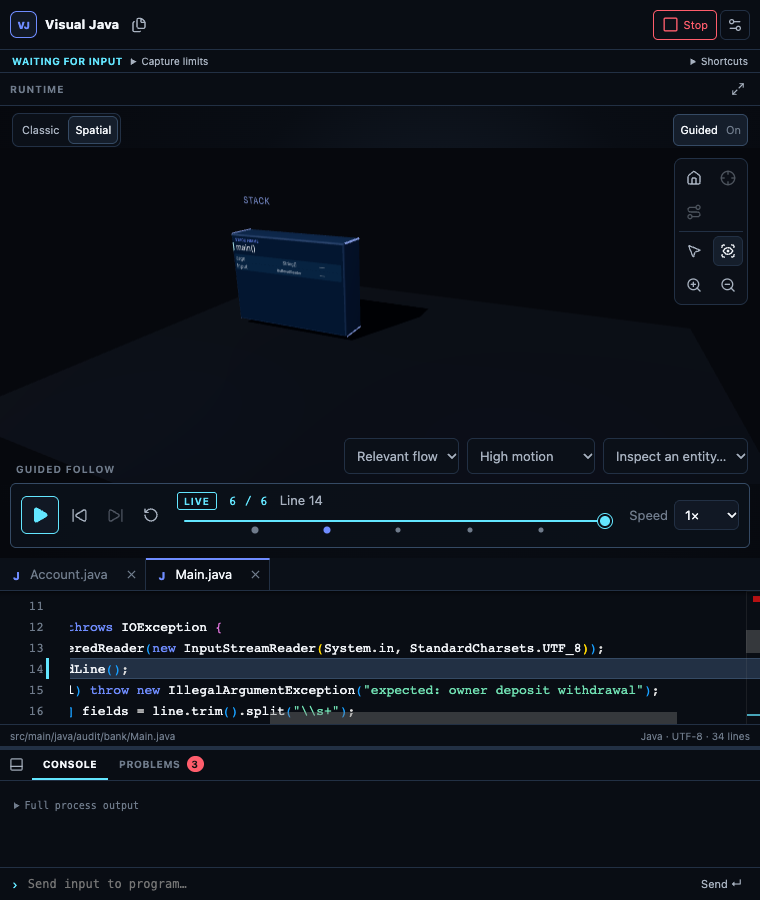 VJ Visual Java Stop
WAITING FOR INPUT Capture limits Shortcuts
RUNTIME
Classic Spatial Guided On
STACK
main()
input
GUIDED FOLLOW Relevant flow High motion Inspect an entity...
LIVE 6 / 6 Line 14 Speed 1×
J Account.java × J Main.java ×
11
12 throws IOException {
13 eredReader(new InputStreamReader(System.in, StandardCharsets.UTF_8));
14 dLine();
15 ) throw new IllegalArgumentException("expected: owner deposit withdrawal");
16 ] fields = line.trim().split("\\s+");
src/main/java/audit/bank/Main.java Java · UTF-8 · 34 lines
CONSOLE PROBLEMS 3
Full process output
› Send input to program… Send ↵